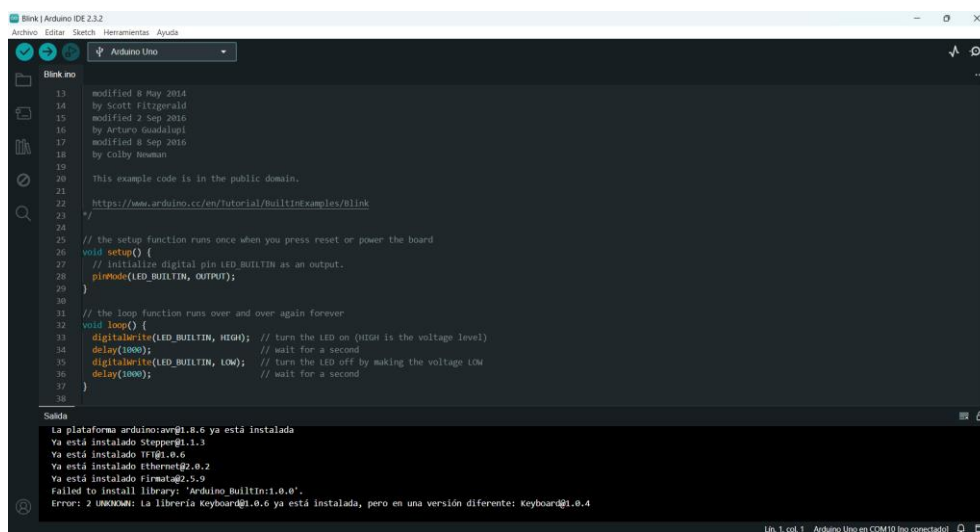 Blink | Arduino IDE 2.3.2
Archivo Editar Sketch Herramientas Ayuda
Arduino Uno
Blink.ino
13 modified 8 May 2014
14 by Scott Fitzgerald
15 modified 2 Sep 2016
16 by Arturo Guadalupi
17 modified 8 Sep 2016
18 by Colby Newman
19
20 This example code is in the public domain.
21
22 https://www.arduino.cc/en/Tutorial/BuiltInExamples/Blink
23 */
24
25 // the setup function runs once when you press reset or power the board
26 void setup() {
27 // initialize digital pin LED_BUILTIN as an output.
28 pinMode(LED_BUILTIN, OUTPUT);
29 }
30
31 // the loop function runs over and over again forever
32 void loop() {
33 digitalWrite(LED_BUILTIN, HIGH); // turn the LED on (HIGH is the voltage level)
34 delay(1000); // wait for a second
35 digitalWrite(LED_BUILTIN, LOW); // turn the LED off by making the voltage LOW
36 delay(1000); // wait for a second
37 }
38
Salida
La plataforma arduino:avr@1.8.6 ya está instalada
Ya está instalado Stepper@1.1.3
Ya está instalado TFT@1.0.6
Ya está instalado Ethernet@2.0.2
Ya está instalado Firmata@2.5.9
Failed to install library: 'Arduino_BuiltIn:1.0.0'.
Error: 2 UNKNOWN: La librería Keyboard@1.0.6 ya está instalada, pero en una versión diferente: Keyboard@1.0.4
Lín. 1, col. 1 Arduino Uno en COM10 [no conectado]